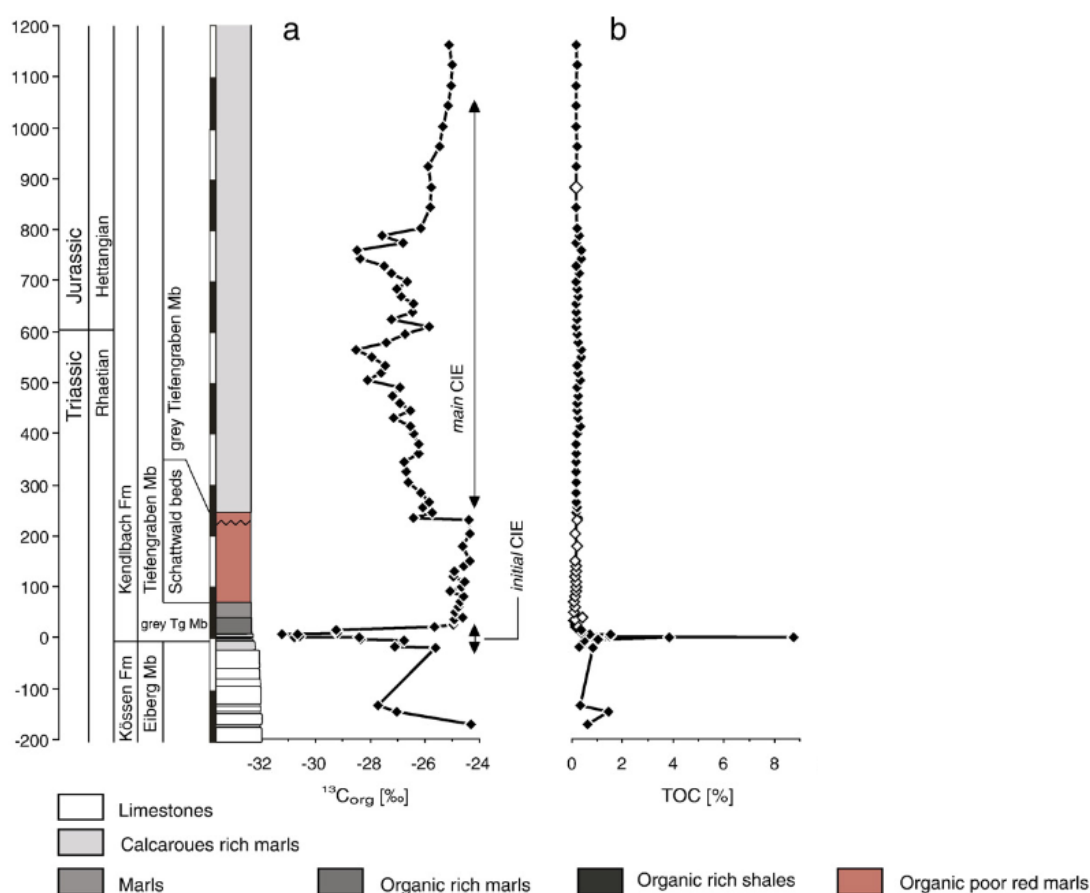 a
b
1200
1100
1000
900
800
700
600
500
400
300
200
100
0
-100
-200
Jurassic
Triassic
Hettangian
Rhaetian
Kendlbach Fm
Kössen Fm
Tiefengraben Mb
Eiberg Mb
grey Tiefengraben Mb
Schattwald beds
grey Tg Mb
main CIE
initial CIE
-32 -30 -28 -26 -24
0 2 4 6 8
¹³Corg [‰]
TOC [%]
Limestones
Calcaroues rich marls
Marls
Organic rich marls
Organic rich shales
Organic poor red marls